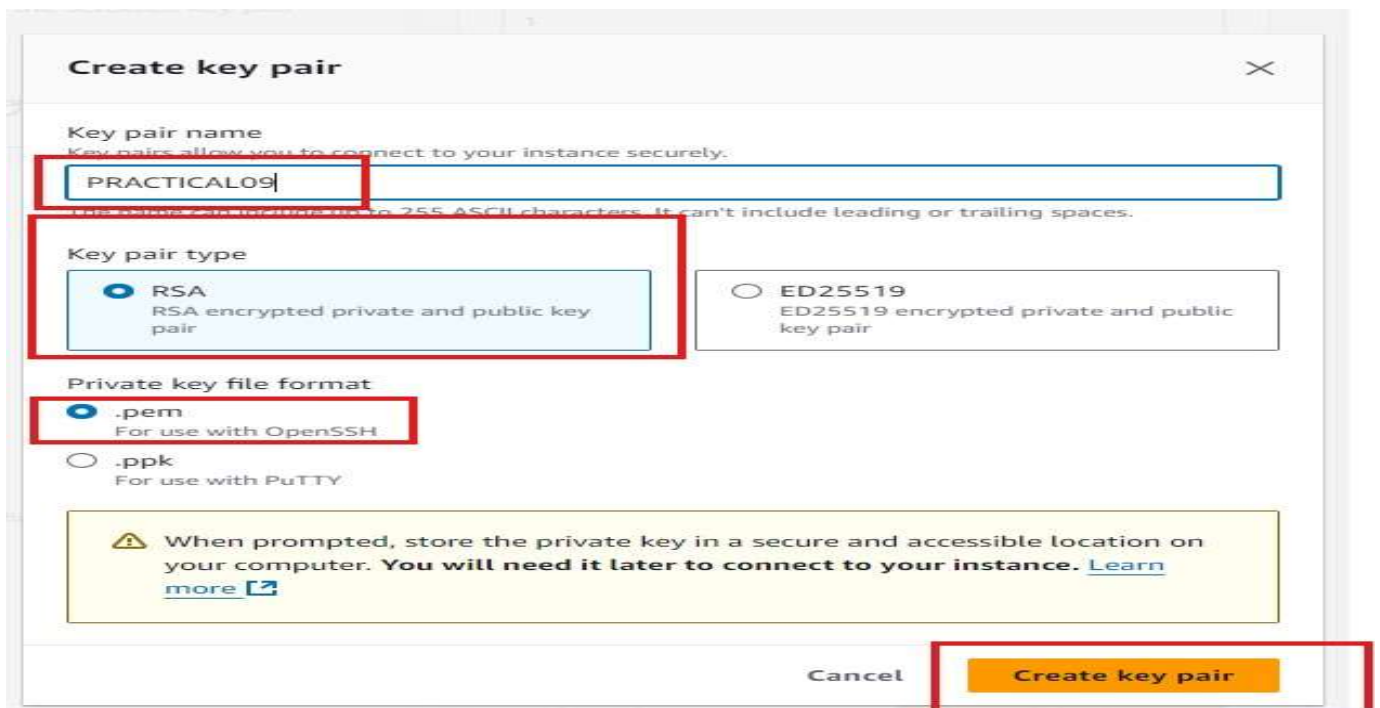 Create key pair
Key pair name
Key pairs allow you to connect to your instance securely.
PRACTICAL09
The name can include up to 255 ASCII characters. It can't include leading or trailing spaces.
Key pair type
RSA
RSA encrypted private and public key
pair
ED25519
ED25519 encrypted private and public
key pair
Private key file format
.pem
For use with OpenSSH
.ppk
For use with PuTTY
When prompted, store the private key in a secure and accessible location on
your computer. You will need it later to connect to your instance. Learn
more
Cancel
Create key pair